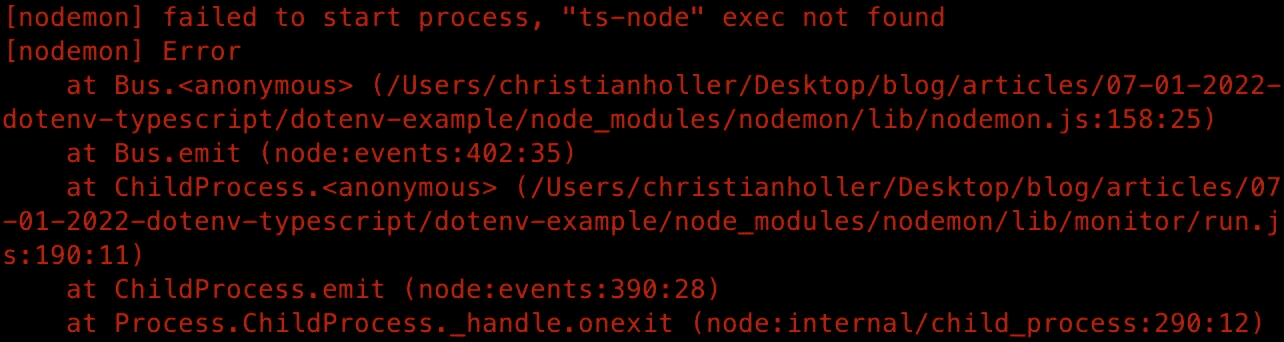 [nodemon] failed to start process, "ts-node" exec not found
[nodemon] Error
    at Bus.<anonymous> (/Users/christianholler/Desktop/blog/articles/07-01-2022-
dotenv-typescript/dotenv-example/node_modules/nodemon/lib/nodemon.js:158:25)
    at Bus.emit (node:events:402:35)
    at ChildProcess.<anonymous> (/Users/christianholler/Desktop/blog/articles/07
-01-2022-dotenv-typescript/dotenv-example/node_modules/nodemon/lib/monitor/run.j
s:190:11)
    at ChildProcess.emit (node:events:390:28)
    at Process.ChildProcess._handle.onexit (node:internal/child_process:290:12)